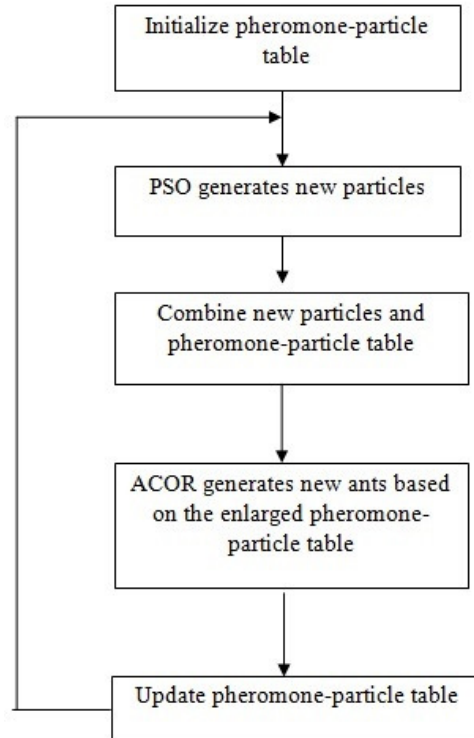 Initialize pheromone-particle
table
PSO generates new particles
Combine new particles and
pheromone-particle table
ACOR generates new ants based
on the enlarged pheromone-
particle table
Update pheromone-particle table